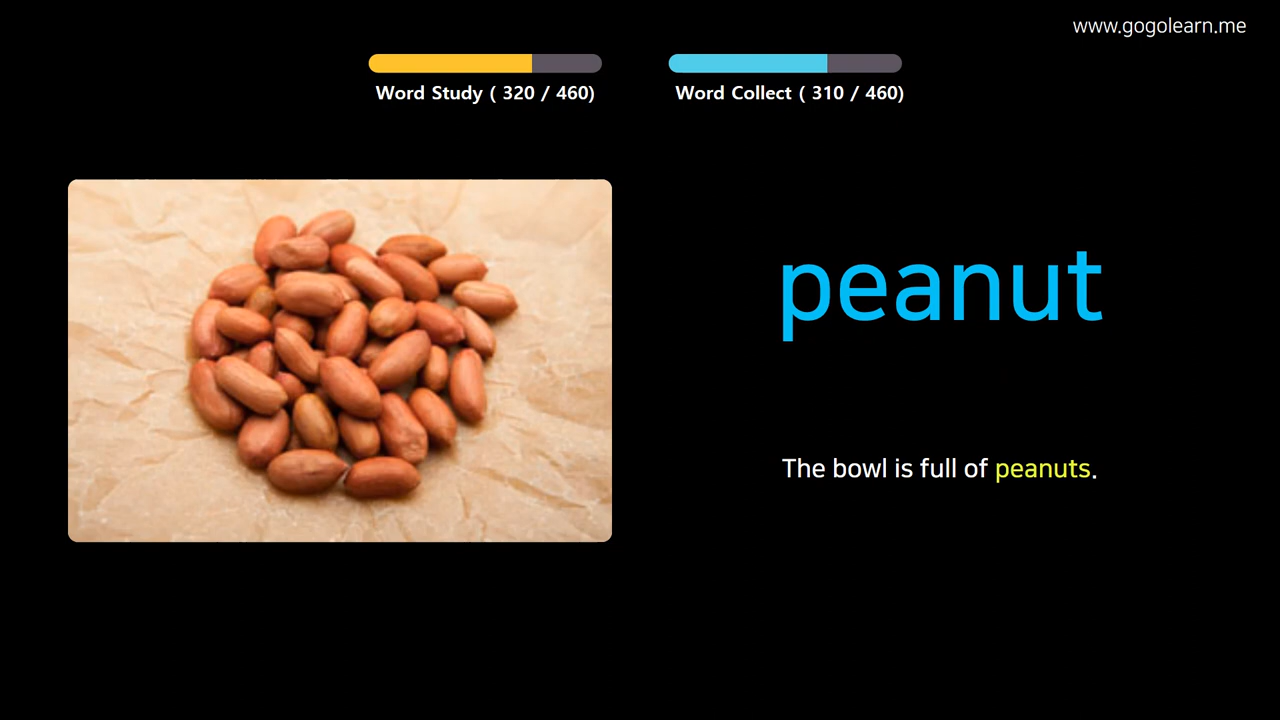 www.gogolearn.me
Word Study ( 320 / 460)
Word Collect ( 310 / 460)
peanut
The bowl is full of peanuts.